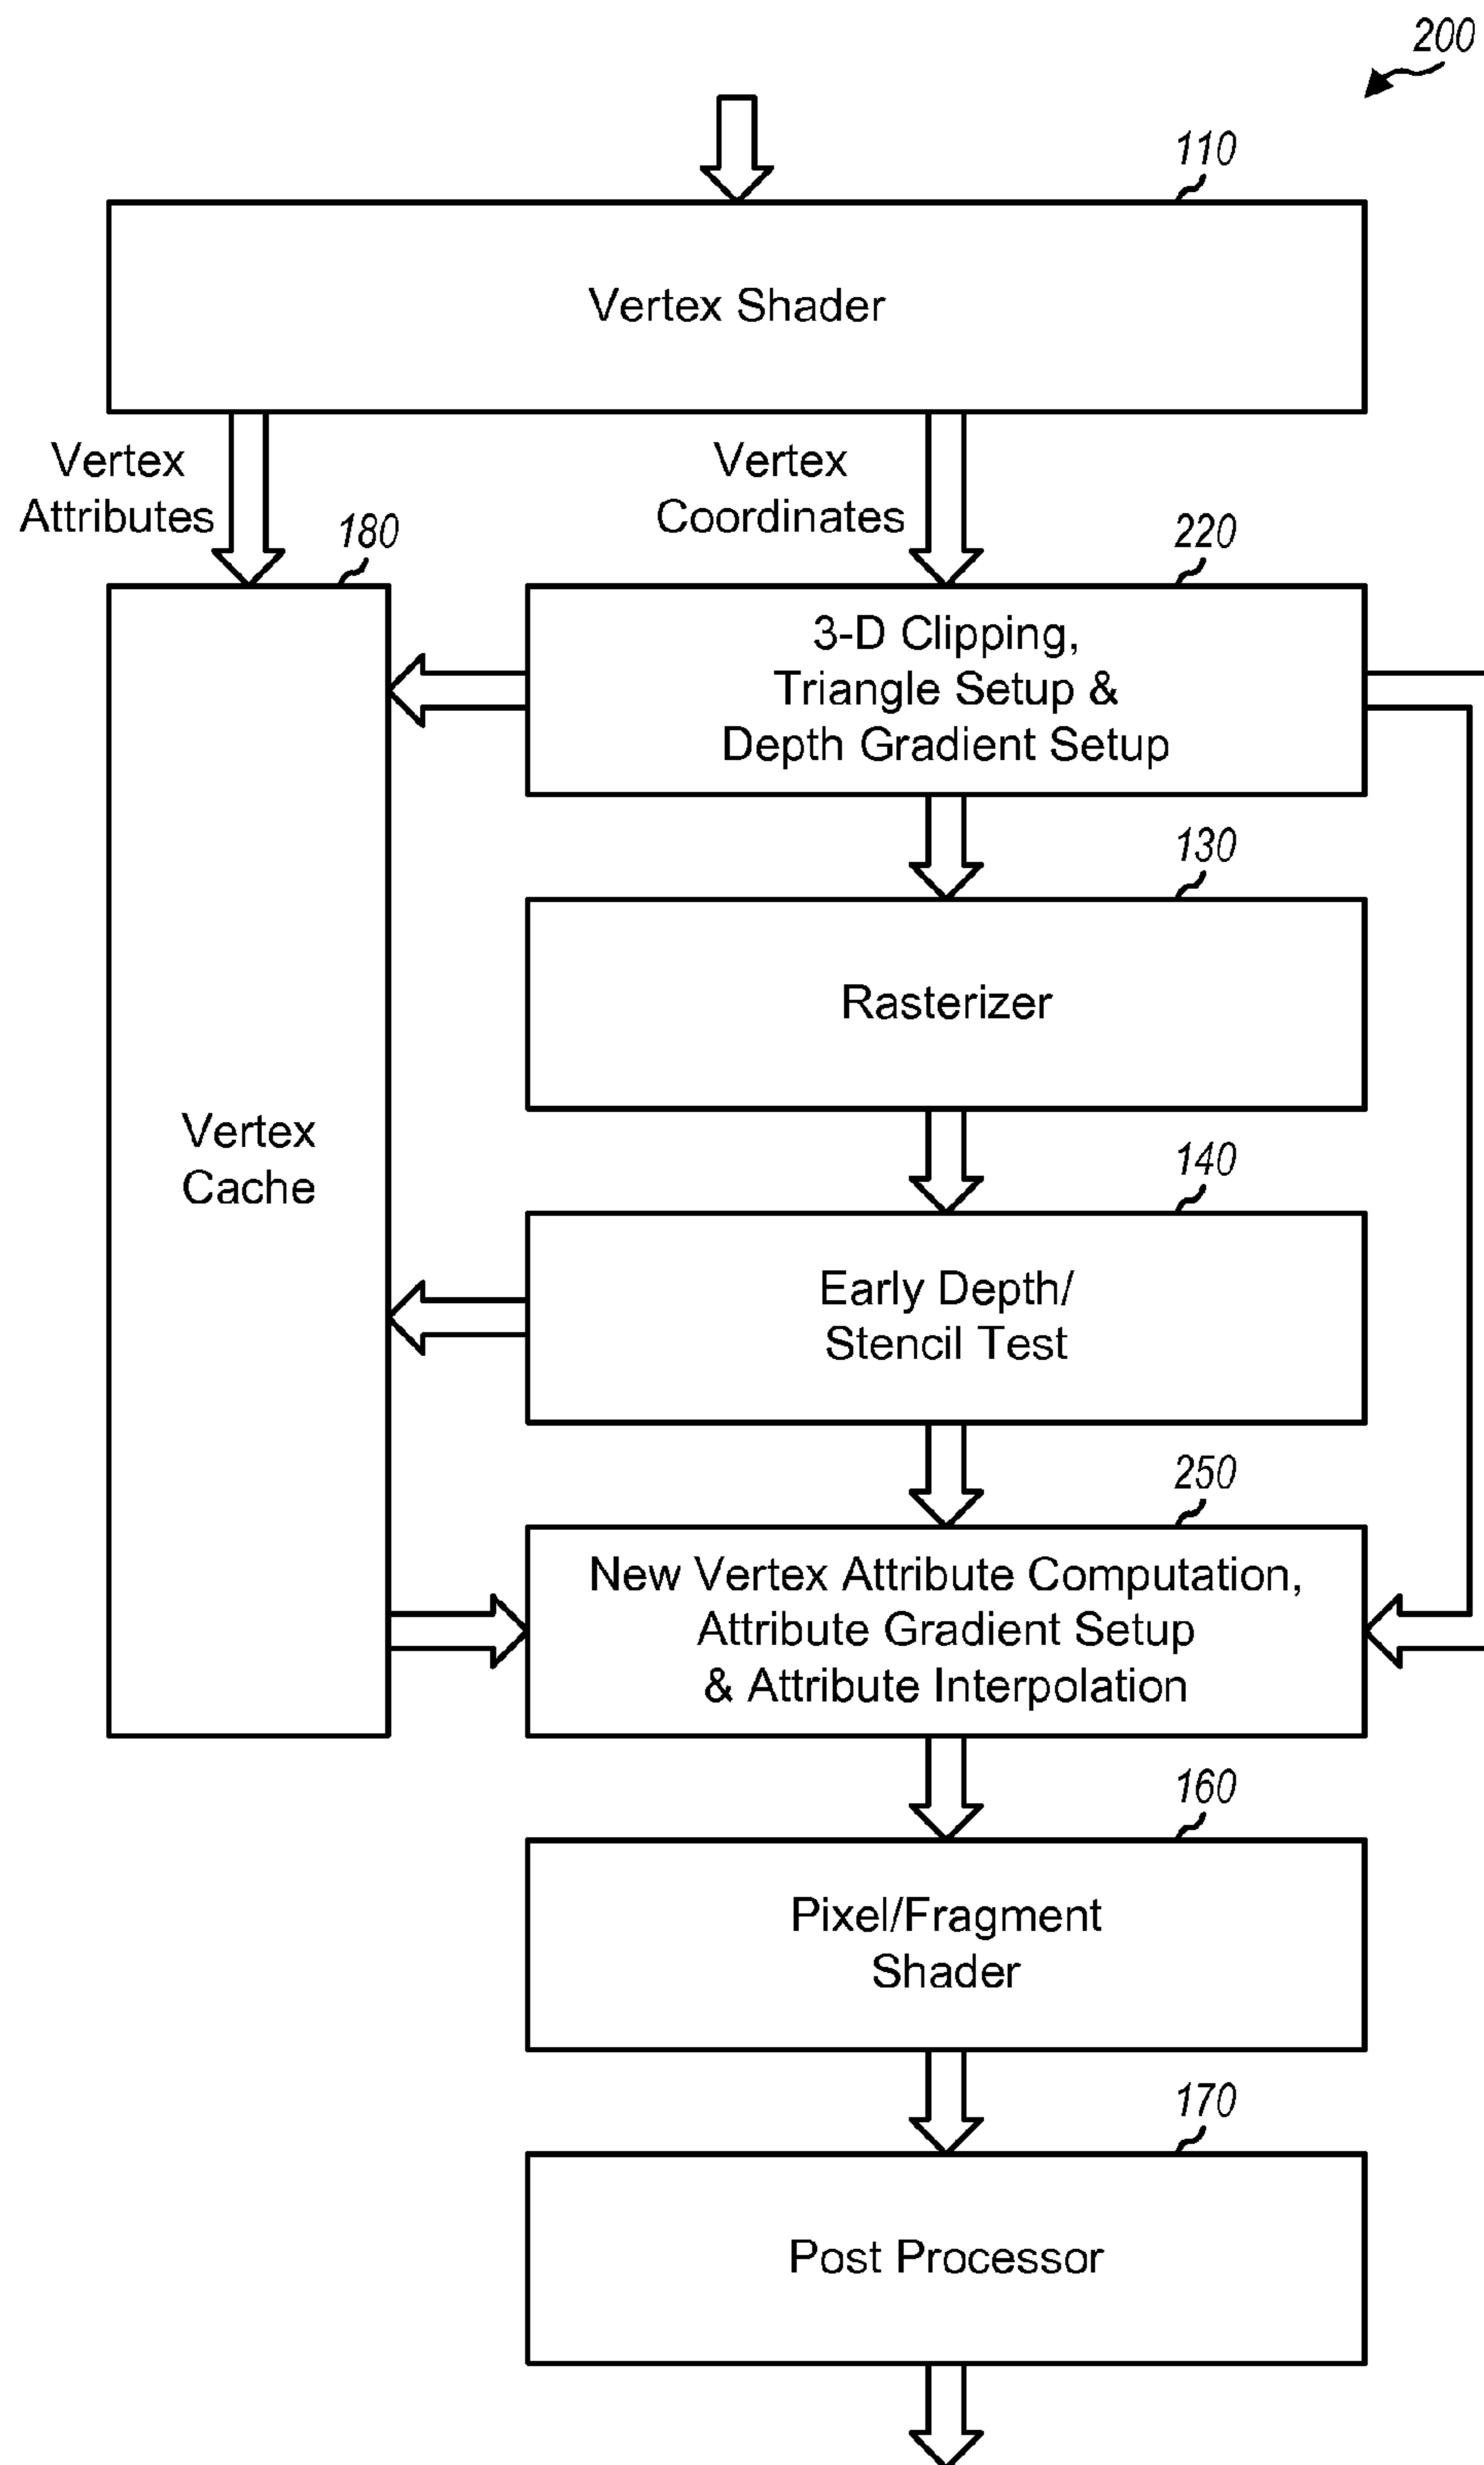 200
110
Vertex Shader
Vertex
Attributes
Vertex
Coordinates
180
220
3-D Clipping,
Triangle Setup &
Depth Gradient Setup
130
Rasterizer
Vertex
Cache
140
Early Depth/
Stencil Test
250
New Vertex Attribute Computation,
Attribute Gradient Setup
& Attribute Interpolation
160
Pixel/Fragment
Shader
170
Post Processor